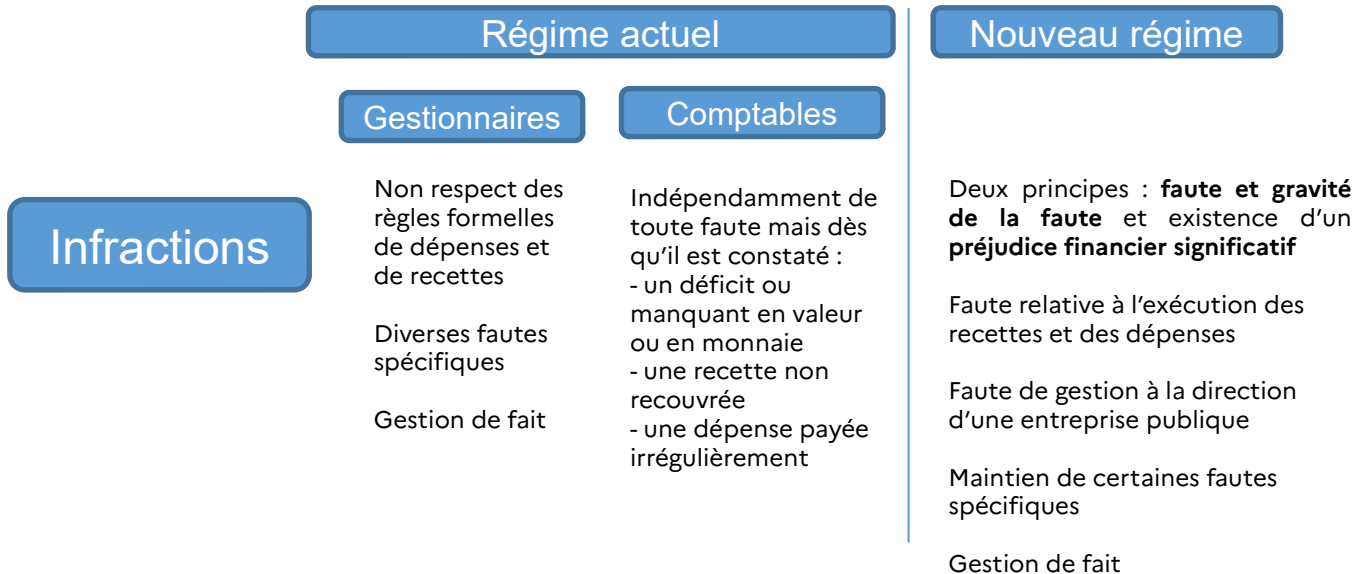 Régime actuel
Nouveau régime
Gestionnaires
Comptables
Infractions
Non respect des
règles formelles
de dépenses et
de recettes
Diverses fautes
spécifiques
Gestion de fait
Indépendamment de
toute faute mais dès
qu'il est constaté :
- un déficit ou
manquant en valeur
ou en monnaie
- une recette non
recouvrée
- une dépense payée
irrégulièrement
Deux principes : faute et gravité
de la faute et existence d'un
préjudice financier significatif
Faute relative à l'exécution des
recettes et des dépenses
Faute de gestion à la direction
d'une entreprise publique
Maintien de certaines fautes
spécifiques
Gestion de fait